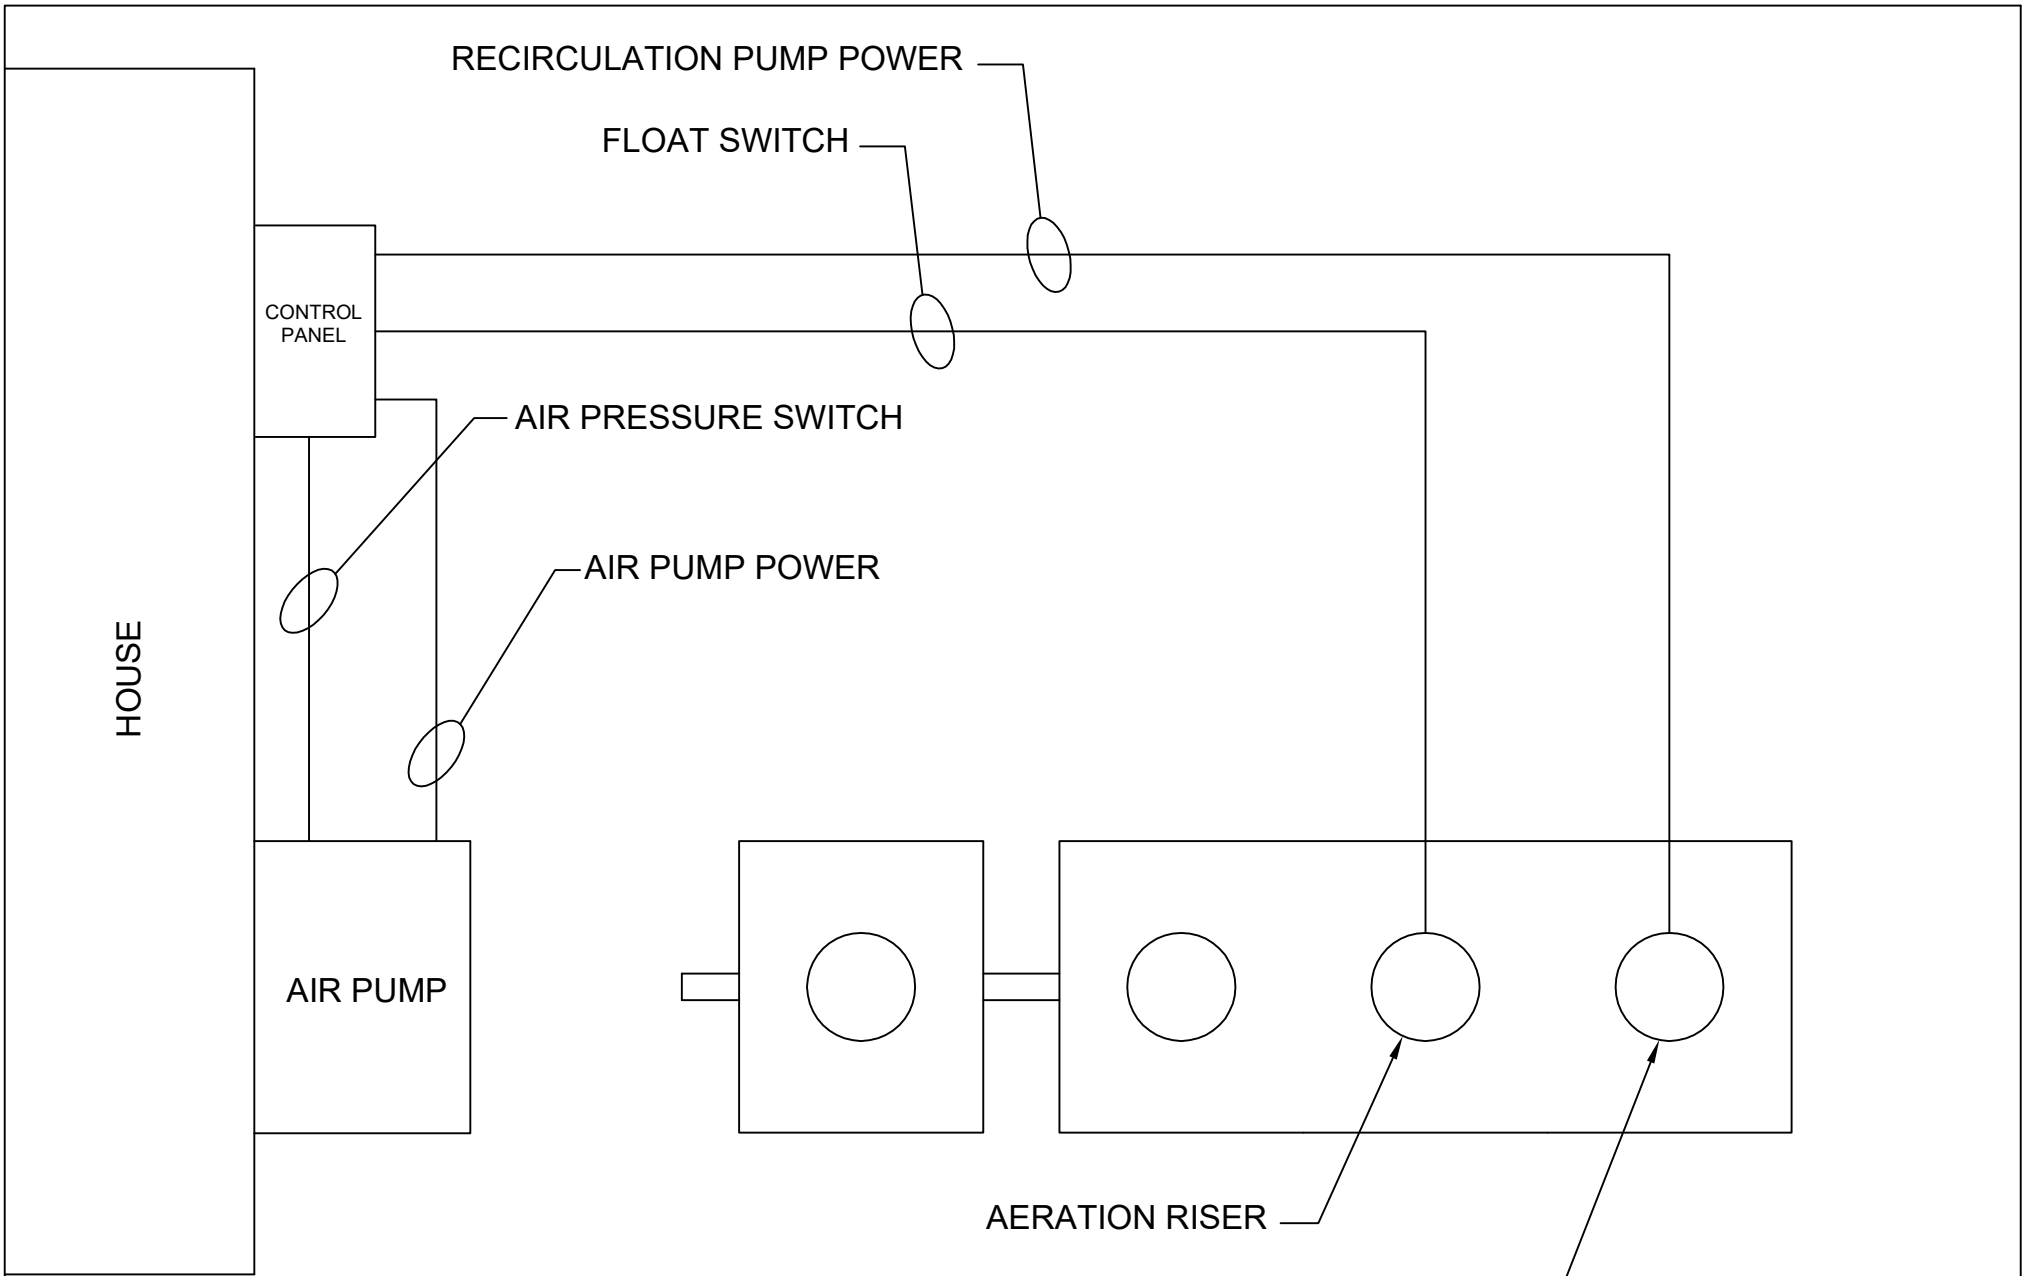 RECIRCULATION PUMP POWER
FLOAT SWITCH
CONTROL
PANEL
AIR PRESSURE SWITCH
AIR PUMP POWER
HOUSE
AIR PUMP
AERATION RISER